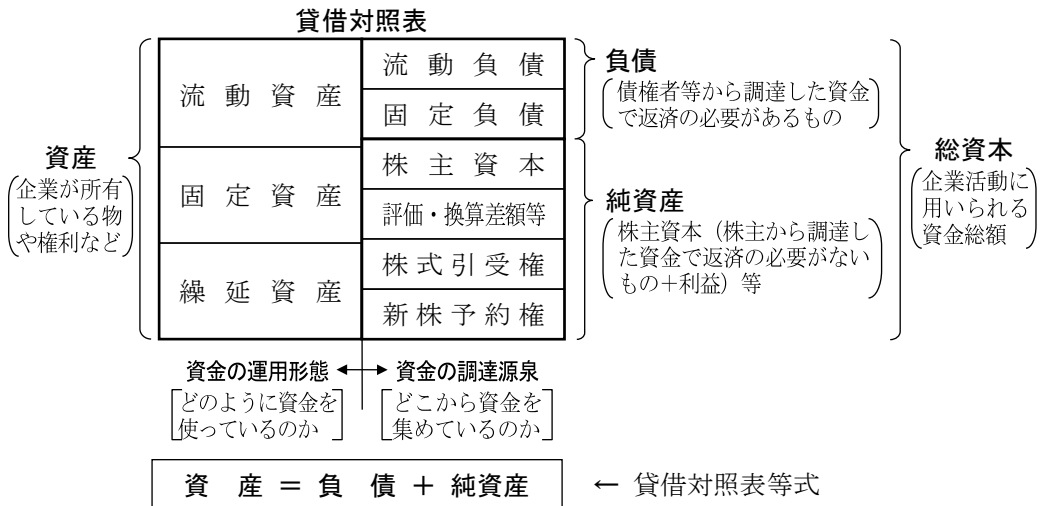 貸借対照表
資産
企業が所有
している物
や権利など
流動資産
固定資産
繰延資産
流動負債
固定負債
株主資本
評価・換算差額等
株式引受権
新株予約権
負債
債権者等から調達した資金
で返済の必要があるもの
純資産
株主資本（株主から調達し
た資金で返済の必要がない
もの＋利益）等
総資本
企業活動に
用いられる
資金総額
資金の運用形態 ↔ 資金の調達源泉
どのように資金を
使っているのか
どこから資金を
集めているのか
資産＝負債＋純資産 ← 貸借対照表等式